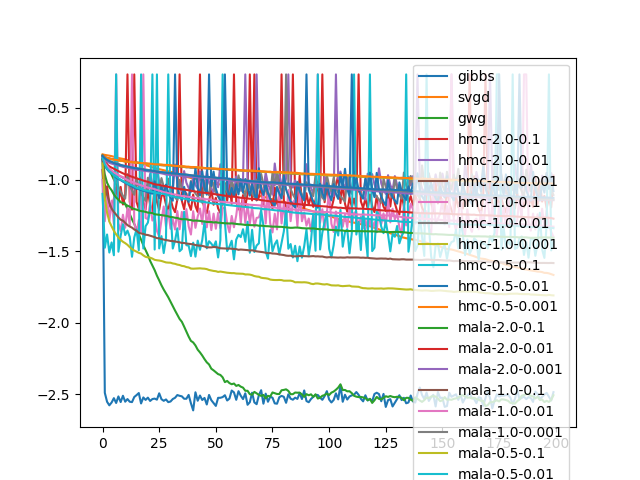 −0.5
−1.0
−1.5
−2.0
−2.5
0
25
50
75
100
125
150
175
200
gibbs
svgd
gwg
hmc-2.0-0.1
hmc-2.0-0.01
hmc-2.0-0.001
hmc-1.0-0.1
hmc-1.0-0.01
hmc-1.0-0.001
hmc-0.5-0.1
hmc-0.5-0.01
hmc-0.5-0.001
mala-2.0-0.1
mala-2.0-0.01
mala-2.0-0.001
mala-1.0-0.1
mala-1.0-0.01
mala-1.0-0.001
mala-0.5-0.1
mala-0.5-0.01